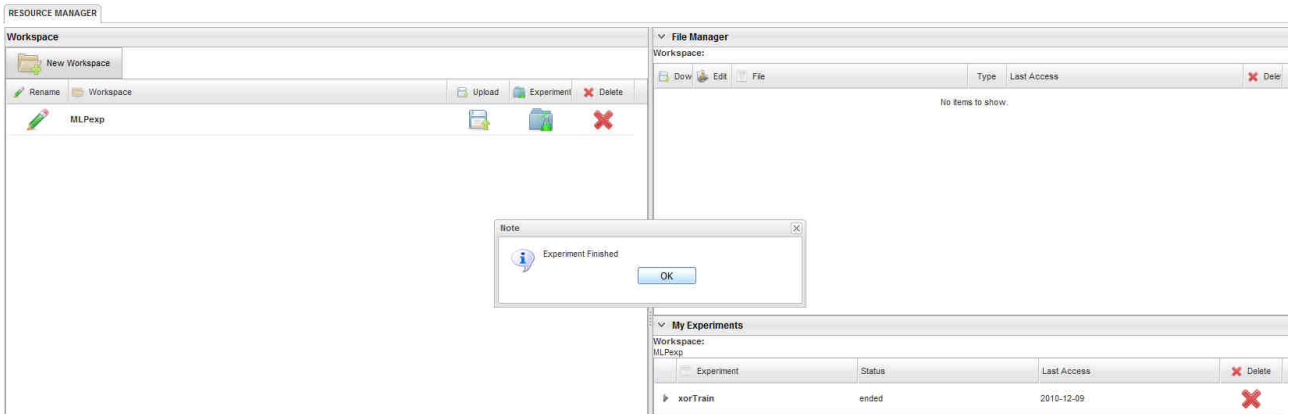 RESOURCE MANAGER
Workspace
New Workspace
Rename Workspace Upload Experiment Delete
MLPexp
File Manager
Workspace:
Dow Edit File Type Last Access Dele
No items to show.
Note
Experiment Finished
OK
My Experiments
Workspace:
MLPexp
Experiment Status Last Access Delete
xorTrain ended 2010-12-09